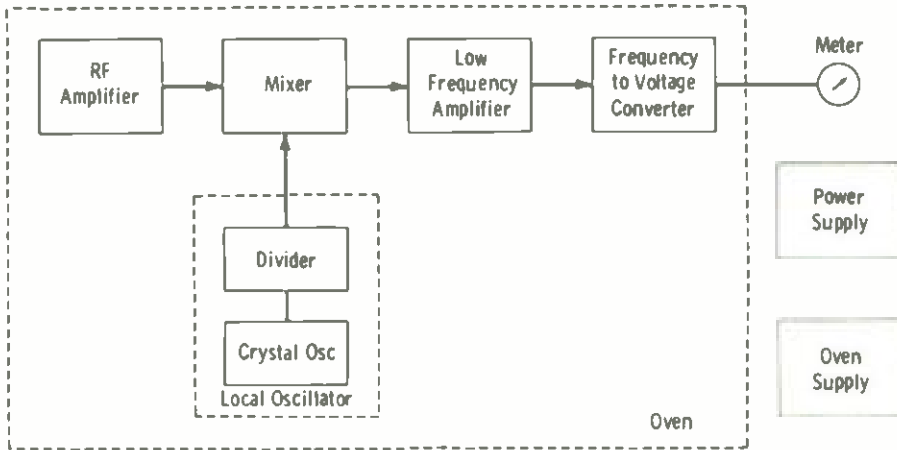 RF
Amplifier
Mixer
Low
Frequency
Amplifier
Frequency
to Voltage
Converter
Meter
Power
Supply
Divider
Crystal Osc
Local Oscillator
Oven
Supply
Oven